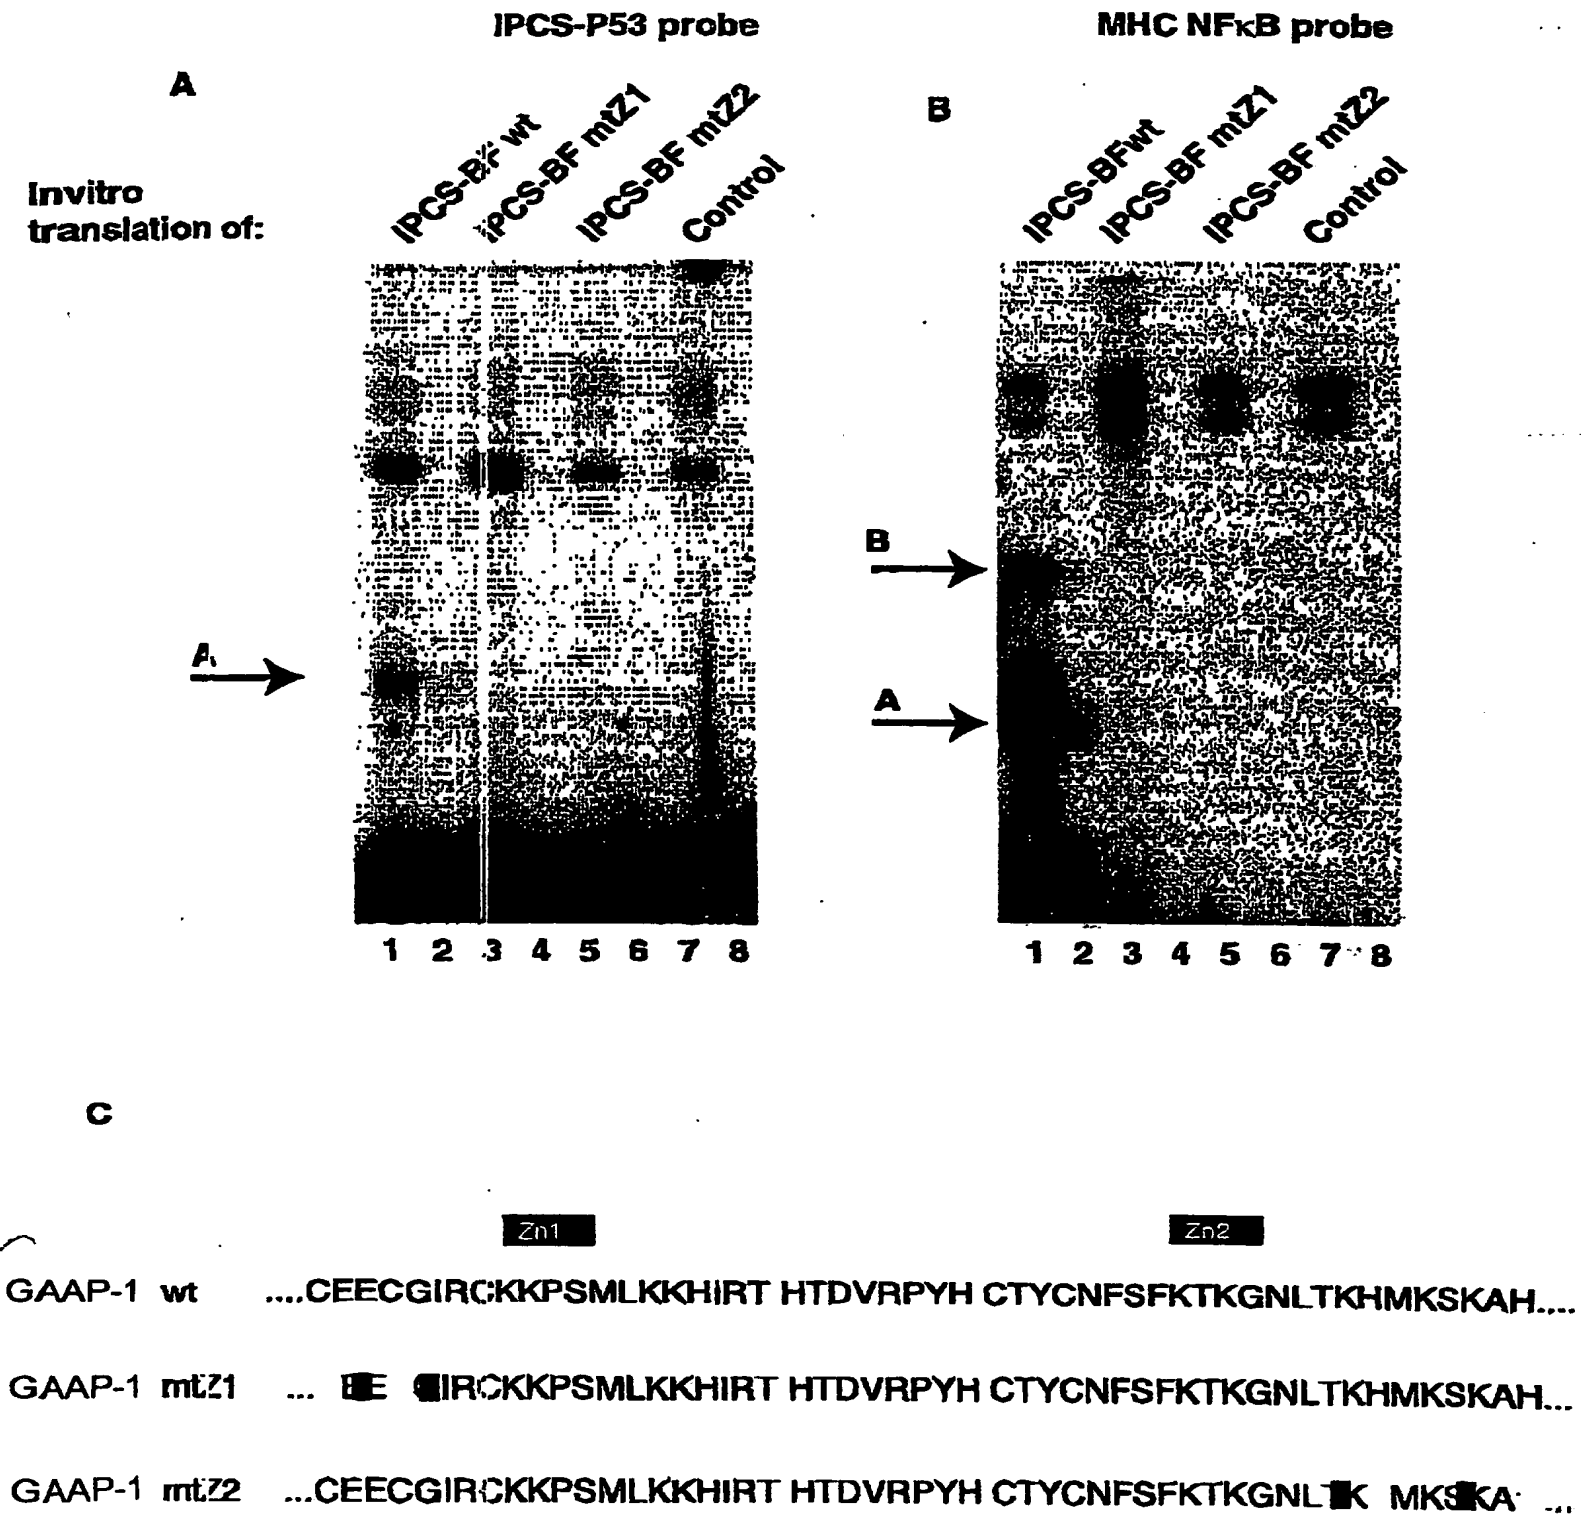 IPCS-P53 probe
MHC NFκB probe
A
B
Invitro
translation of:
IPCS-BF wt
IPCS-BF mtZ1
IPCS-BF mtZ2
Control
IPCS-BFwt
IPCS-BF mtZ1
IPCS-BF mtZ2
Control
A
B
A
1 2 3 4 5 6 7 8
1 2 3 4 5 6 7 8
C
Zn1
Zn2
GAAP-1 wt ....CEECGIRCKKPSMLKKHIRT HTDVRPYH CTYCNFSFKTKGNLTKHMKSKAH....
GAAP-1 mtZ1 ... E IRCKKPSMLKKHIRT HTDVRPYH CTYCNFSFKTKGNLTKHMKSKAH...
GAAP-1 mtZ2 ...CEECGIRCKKPSMLKKHIRT HTDVRPYH CTYCNFSFKTKGNL K MKS KA ...